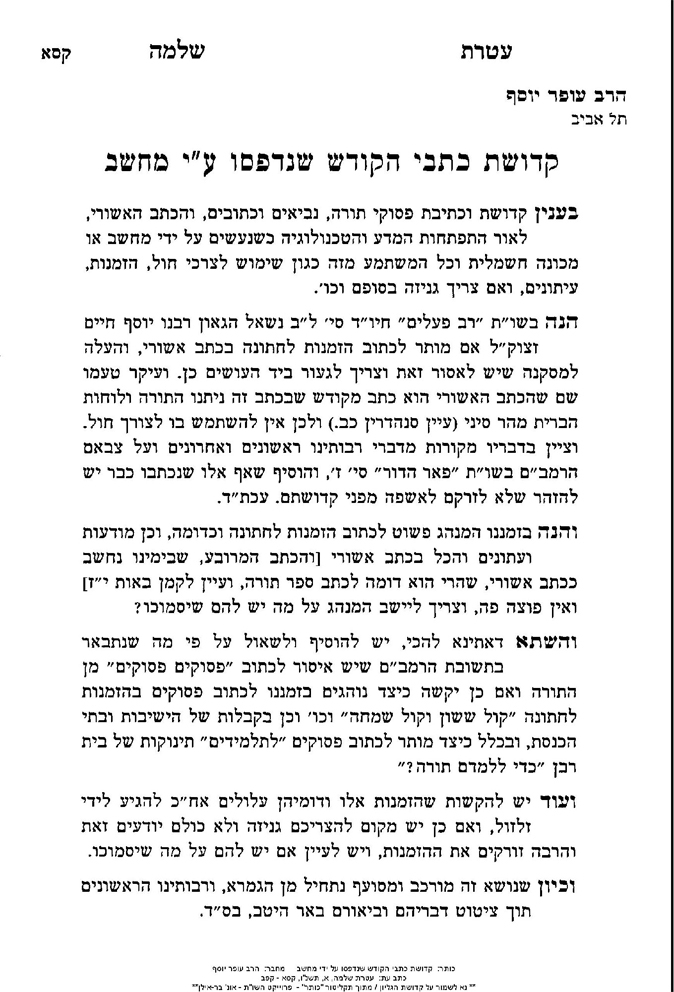 עטרת שלמה קסא
הרב עופר יוסף
תל אביב
קדושת כתבי הקודש שנדפסו ע"י מחשב
בענין קדושת וכתיבת פסוקי תורה, נביאים וכתובים, והכתב האשורי,
לאור התפתחות המדע והטכנולוגיה כשנעשים על ידי מחשב או
מכונה חשמלית וכל המשתמע מזה כגון שימוש לצרכי חול, הזמנות,
עיתונים, ואם צריך גניזה בסופם וכו׳.
הנה בשו״ת ״רב פעלים״ חיו״ד סי׳ ל״ב נשאל הגאון רבנו יוסף חיים
זצוק״ל אם מותר לכתוב הזמנות לחתונה בכתב אשורי, והעלה
למסקנה שיש לאסור זאת וצריך לגעור ביד העושים כן. ועיקר טעמו
שם שהכתב האשורי הוא כתב מקודש שבכתב זה ניתנו התורה ולוחות
הברית מהר סיני (עיין סנהדרין כב.) ולכן אין להשתמש בו לצורך חול.
וציין בדבריו מקורות מדברי רבותינו ראשונים ואחרונים ועל צבאם
הרמב״ם בשו״ת ״פאר הדור״ סי׳ ז׳, והוסיף שאף אלו שנכתבו כבר יש
להזהר שלא לזרקם לאשפה מפני קדושתם. עכת״ד.
והנה בזמננו המנהג פשוט לכתוב הזמנות לחתונה וכדומה, וכן מודעות
ועתונים והכל בכתב אשורי [והכתב המרובע, שבימינו נחשב
ככתב אשורי, שהרי הוא דומה לכתב ספר תורה, ועיין לקמן באות י״ז]
ואין פוצה פה, וצריך ליישב המנהג על מה יש להם שיסמוכו?
והשתא דאתינא להכי, יש להוסיף ולשאול על פי מה שנתבאר
בתשובת הרמב״ם שיש איסור לכתוב ״פסוקים פסוקים״ מן
התורה ואם כן יקשה כיצד נוהגים בזמננו לכתוב פסוקים בהזמנות
לחתונה ״קול ששון וקול שמחה״ וכו׳ וכן בקבלות של הישיבות ובתי
הכנסת, ובכלל כיצד מותר לכתוב פסוקים ״לתלמידים״ תינוקות של בית
רבן ״כדי ללמדם תורה?״
ועוד יש להקשות שהזמנות אלו ודומיהן עלולים אח״כ להגיע לידי
זלזול, ואם כן יש מקום להצריכם גניזה ולא כולם יודעים זאת
והרבה זורקים את ההזמנות, ויש לעיין אם יש להם על מה שיסמוכו.
וכיון שנושא זה מורכב ומסועף נתחיל מן הגמרא, ורבותינו הראשונים
תוך ציטוט דבריהם וביאורם באר היטב, בס״ד.
כותר: קדושת כתבי הקודש שנדפסו על ידי מחשב מחבר: הרב עופר יוסף
כתב עת: עטרת שלמה, א, תשנ"ו, קסא - קפב
** נא לשמור על קדושת הגליון / מתוך תקליטור "כותר" - פרוייקט השו"ת - אונ' בר-אילן**